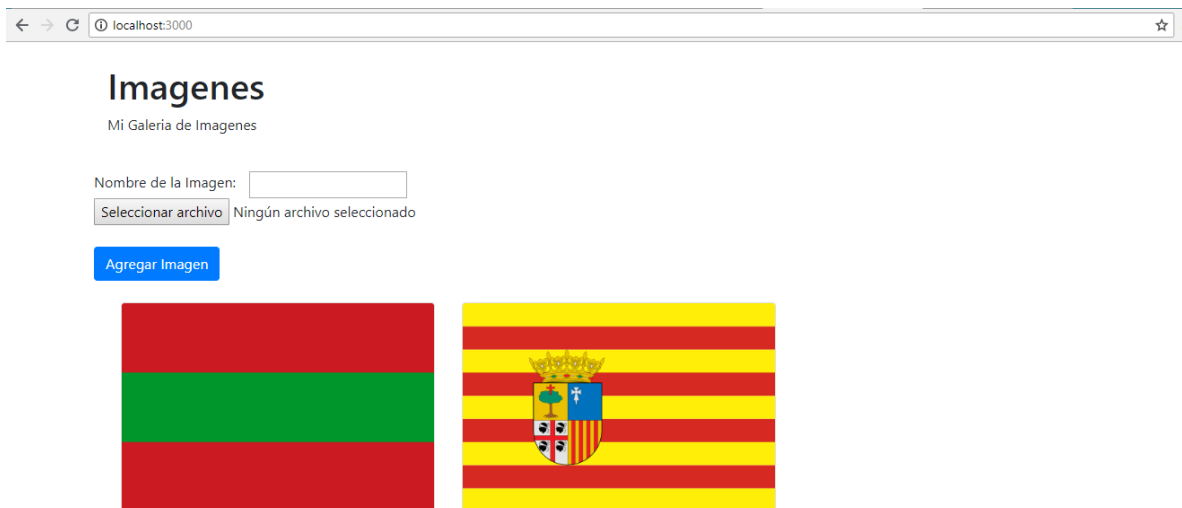 localhost:3000
Imagenes
Mi Galeria de Imagenes
Nombre de la Imagen:
Seleccionar archivo Ningún archivo seleccionado
Agregar Imagen